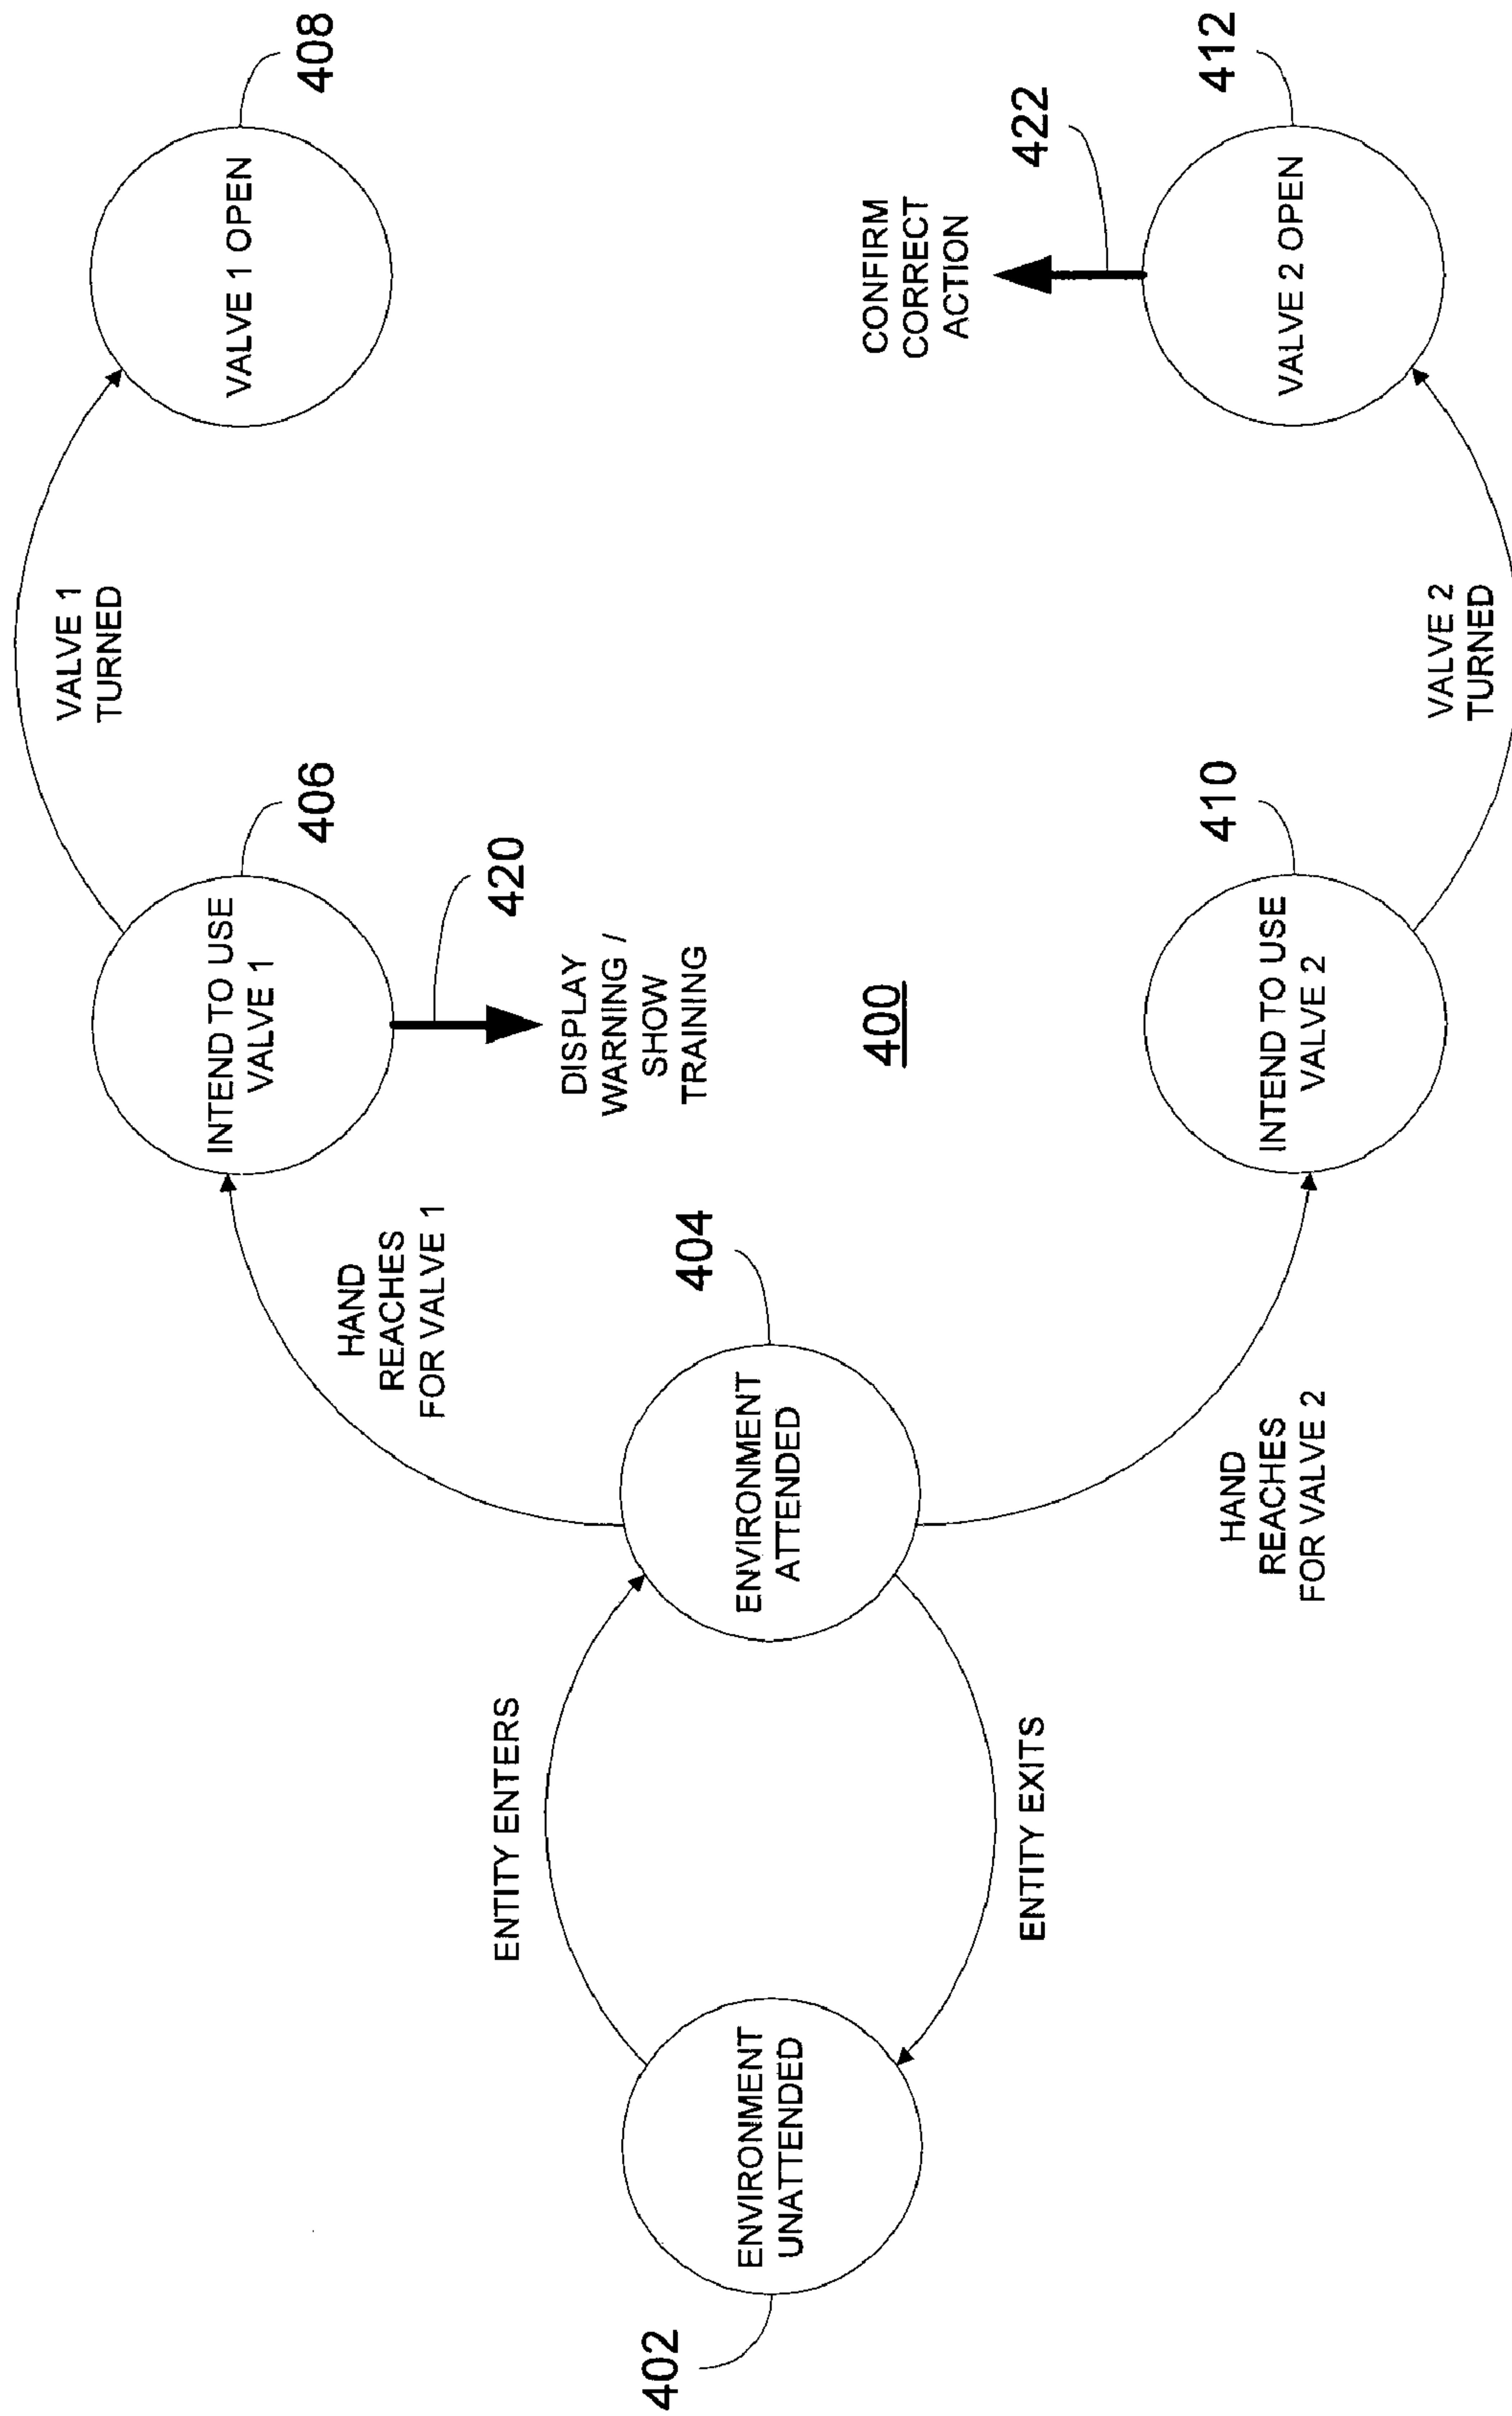 402
ENVIRONMENT
UNATTENDED
ENTITY ENTERS
ENTITY EXITS
404
ENVIRONMENT
ATTENDED
HAND
REACHES
FOR VALVE 1
HAND
REACHES
FOR VALVE 2
406
INTEND TO USE
VALVE 1
420
DISPLAY
WARNING /
SHOW
TRAINING
400
410
INTEND TO USE
VALVE 2
VALVE 1
TURNED
VALVE 2
TURNED
408
VALVE 1 OPEN
CONFIRM
CORRECT
ACTION
422
412
VALVE 2 OPEN